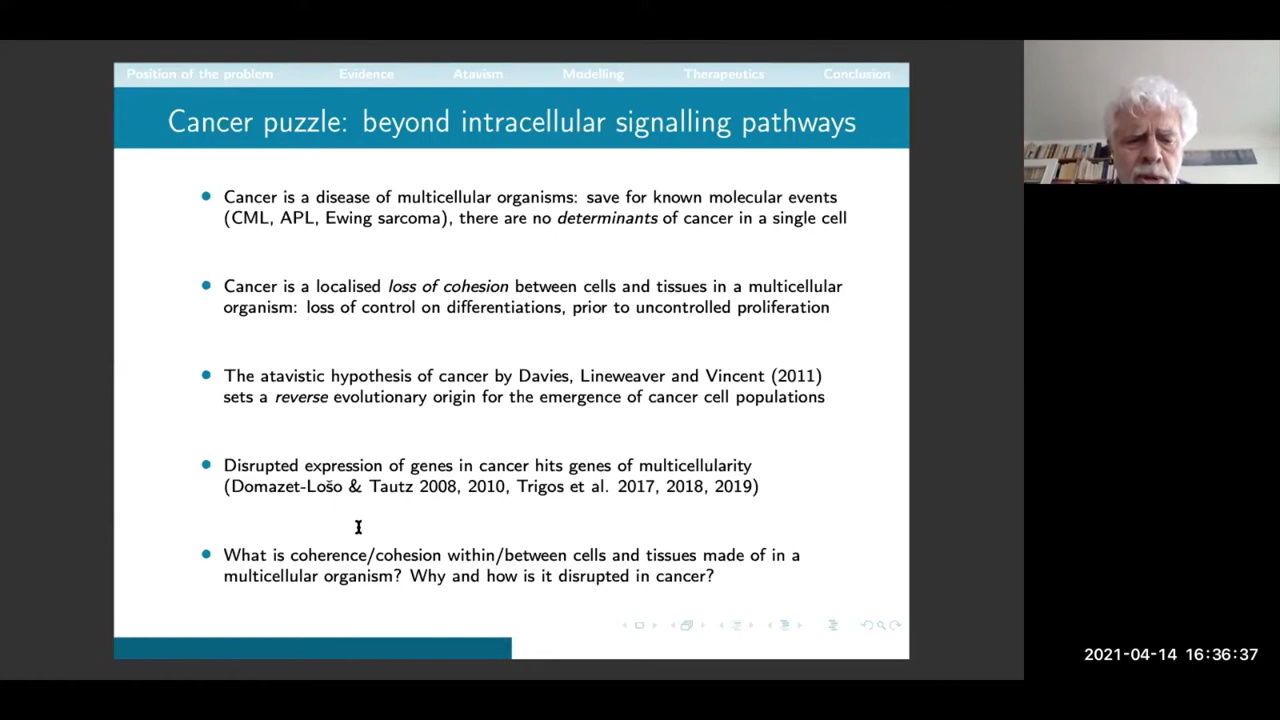 Position of the problem Evidence Atavism Modelling Therapeutics Conclusion
Cancer puzzle: beyond intracellular signalling pathways
Cancer is a disease of multicellular organisms: save for known molecular events
(CML, APL, Ewing sarcoma), there are no determinants of cancer in a single cell
Cancer is a localised loss of cohesion between cells and tissues in a multicellular
organism: loss of control on differentiations, prior to uncontrolled proliferation
The atavistic hypothesis of cancer by Davies, Lineweaver and Vincent (2011)
sets a reverse evolutionary origin for the emergence of cancer cell populations
Disrupted expression of genes in cancer hits genes of multicellularity
(Domazet-Lošo & Tautz 2008, 2010, Trigos et al. 2017, 2018, 2019)
What is coherence/cohesion within/between cells and tissues made of in a
multicellular organism? Why and how is it disrupted in cancer?
2021-04-14 16:36:37